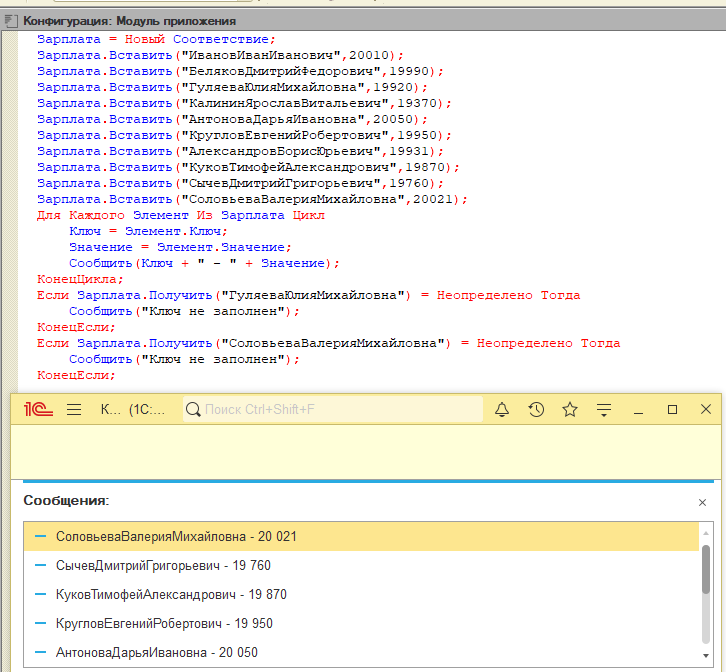 Конфигурация: Модуль приложения
Зарплата = Новый Соответствие;
Зарплата.Вставить("ИвановИванИванович",20010);
Зарплата.Вставить("БеляковДмитрийФедорович",19990);
Зарплата.Вставить("ГуляеваЮлияМихайловна",19920);
Зарплата.Вставить("КалининЯрославВитальевич",19370);
Зарплата.Вставить("АнтоноваДарьяИвановна",20050);
Зарплата.Вставить("КругловЕвгенийРобертович",19950);
Зарплата.Вставить("АлександровБорисЮрьевич",19931);
Зарплата.Вставить("КуковТимофейАлександрович",19870);
Зарплата.Вставить("СычевДмитрийГригорьевич",19760);
Зарплата.Вставить("СоловьеваВалерияМихайловна",20021);
Для Каждого Элемент Из Зарплата Цикл
Ключ = Элемент.Ключ;
Значение = Элемент.Значение;
Сообщить(Ключ + " - " + Значение);
КонецЦикла;
Если Зарплата.Получить("ГуляеваЮлияМихайловна") = Неопределено Тогда
Сообщить("Ключ не заполнен");
КонецЕсли;
Если Зарплата.Получить("СоловьеваВалерияМихайловна") = Неопределено Тогда
Сообщить("Ключ не заполнен");
КонецЕсли;
1С К... (1С:... Поиск Ctrl+Shift+F
Сообщения:
СоловьеваВалерияМихайловна - 20 021
СычевДмитрийГригорьевич - 19 760
КуковТимофейАлександрович - 19 870
КругловЕвгенийРобертович - 19 950
АнтоноваДарьяИвановна - 20 050